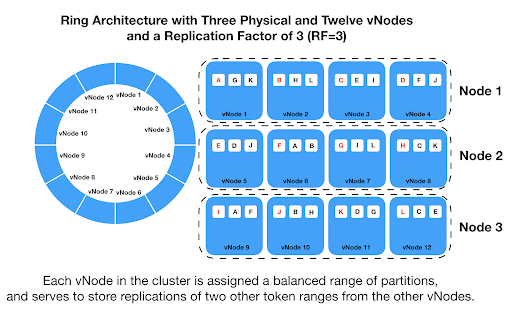 Ring Architecture with Three Physical and Twelve vNodes
and a Replication Factor of 3 (RF=3)
vNode 12 vNode 1
vNode 11 vNode 2
vNode 10 vNode 3
vNode 9 vNode 4
vNode 8 vNode 5
vNode 7 vNode 6
A G K B H L C E I D F J
vNode 1 vNode 2 vNode 3 vNode 4
Node 1
E D J F A B G I L H C K
vNode 5 vNode 6 vNode 7 vNode 8
Node 2
I A F J B H K D G L C E
vNode 9 vNode 10 vNode 11 vNode 12
Node 3
Each vNode in the cluster is assigned a balanced range of partitions,
and serves to store replications of two other token ranges from the other vNodes.